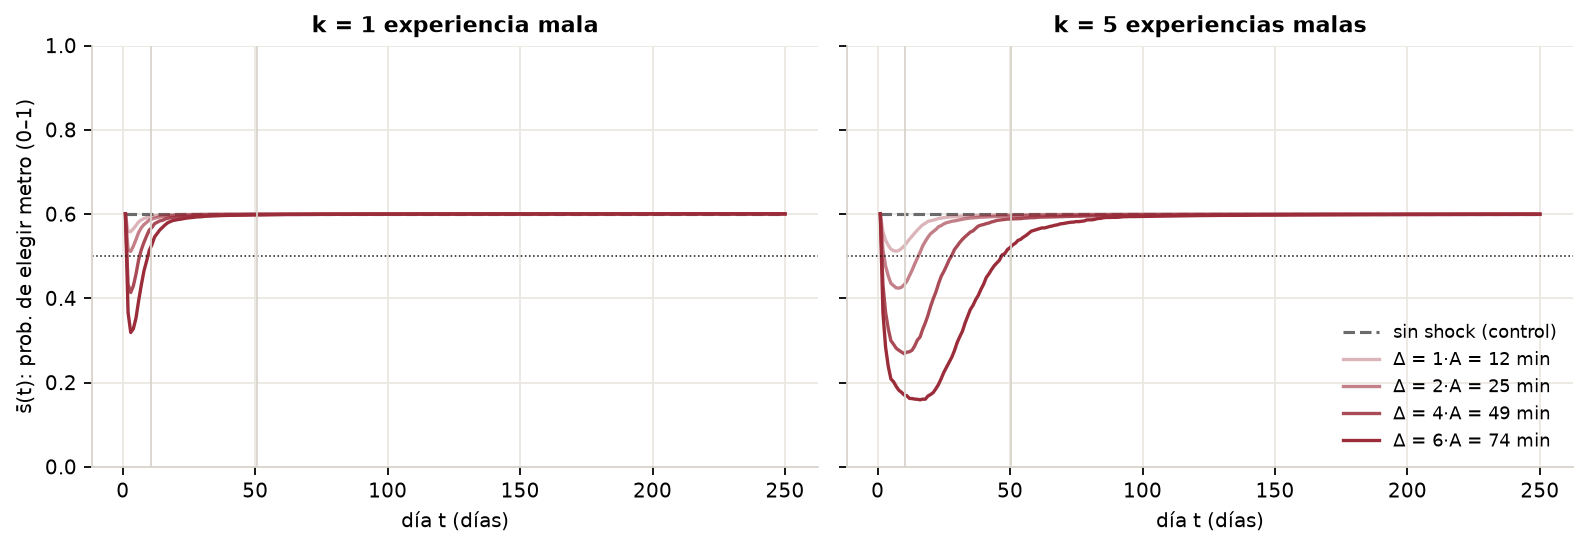 k = 1 experiencia mala
k = 5 experiencias malas
s̄(t): prob. de elegir metro (0–1)
1.0
0.8
0.6
0.4
0.2
0.0
0
50
100
150
200
250
día t (días)
0
50
100
150
200
250
día t (días)
sin shock (control)
Δ = 1·A = 12 min
Δ = 2·A = 25 min
Δ = 4·A = 49 min
Δ = 6·A = 74 min